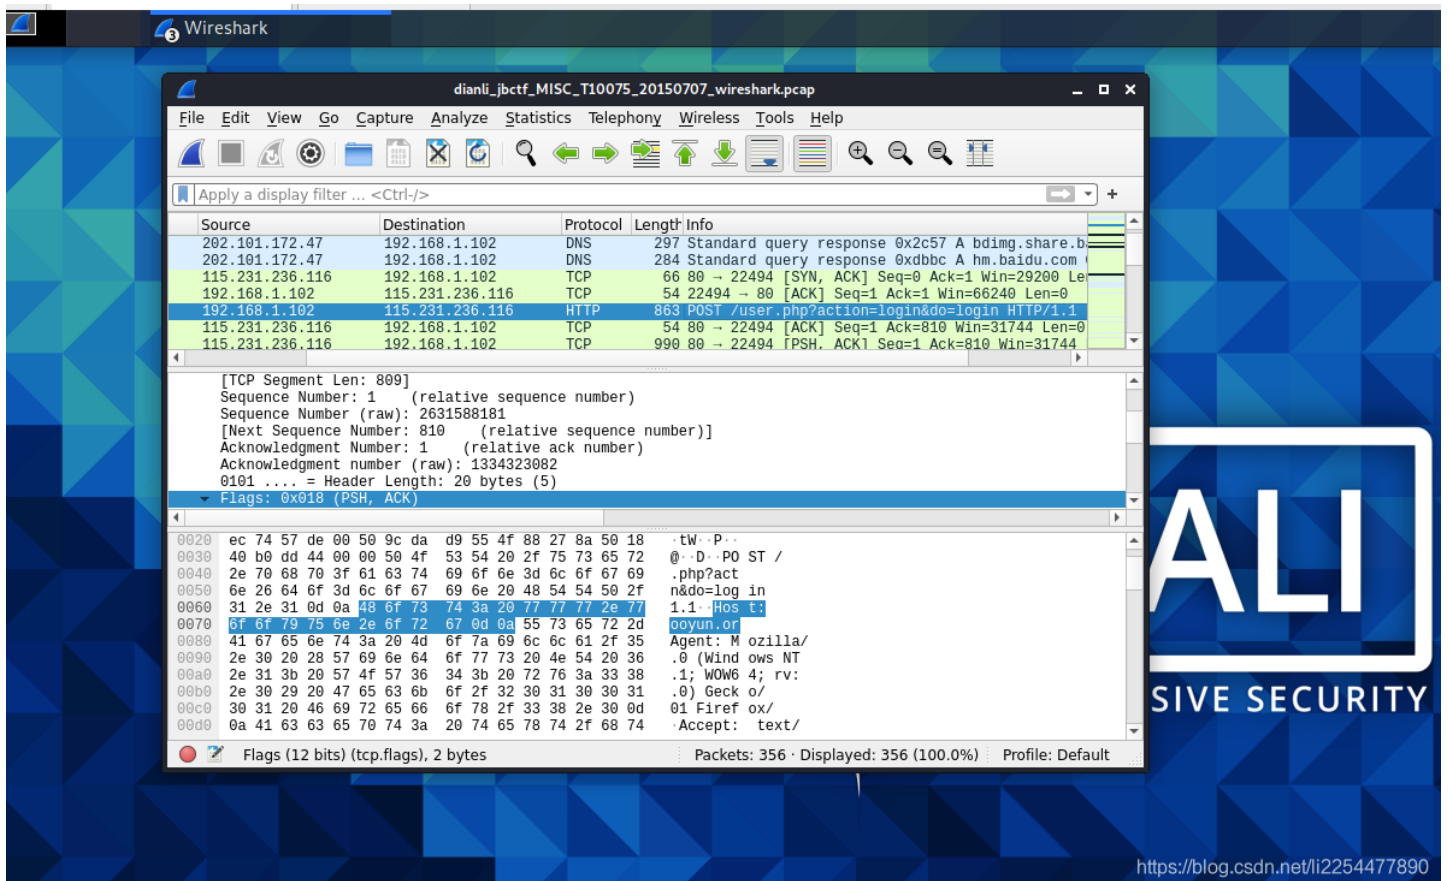 3 Wireshark
dianli_jbctf_MISC_T10075_20150707_wireshark.pcap
File Edit View Go Capture Analyze Statistics Telephony Wireless Tools Help
Apply a display filter ... <Ctrl-/>
Source Destination Protocol Length Info
202.101.172.47 192.168.1.102 DNS 297 Standard query response 0x2c57 A bdimg.share.b
202.101.172.47 192.168.1.102 DNS 284 Standard query response 0xdbbc A hm.baidu.com
115.231.236.116 192.168.1.102 TCP 66 80 → 22494 [SYN, ACK] Seq=0 Ack=1 Win=29200 Le
192.168.1.102 115.231.236.116 TCP 54 22494 → 80 [ACK] Seq=1 Ack=1 Win=66240 Len=0
192.168.1.102 115.231.236.116 HTTP 863 POST /user.php?action=login&do=login HTTP/1.1
115.231.236.116 192.168.1.102 TCP 54 80 → 22494 [ACK] Seq=1 Ack=810 Win=31744 Len=0
115.231.236.116 192.168.1.102 TCP 990 80 → 22494 [PSH, ACK] Seq=1 Ack=810 Win=31744
[TCP Segment Len: 809]
Sequence Number: 1 (relative sequence number)
Sequence Number (raw): 2631588181
[Next Sequence Number: 810 (relative sequence number)]
Acknowledgment Number: 1 (relative ack number)
Acknowledgment number (raw): 1334323082
0101 .... = Header Length: 20 bytes (5)
Flags: 0x018 (PSH, ACK)
0020 ec 74 57 de 00 50 9c da d9 55 4f 88 27 8a 50 18 ·tW··P··
0030 40 b0 dd 44 00 00 50 4f 53 54 20 2f 75 73 65 72 @··D··PO ST /
0040 2e 70 68 70 3f 61 63 74 69 6f 6e 3d 6c 6f 67 69 .php?act
0050 6e 26 64 6f 3d 6c 6f 67 69 6e 20 48 54 54 50 2f n&do=log in
0060 31 2e 31 0d 0a 48 6f 73 74 3a 20 77 77 77 2e 77 1.1··Hos t:
0070 6f 6f 79 75 6e 2e 6f 72 67 0d 0a 55 73 65 72 2d ooyun.or
0080 41 67 65 6e 74 3a 20 4d 6f 7a 69 6c 6c 61 2f 35 Agent: M ozilla/
0090 2e 30 20 28 57 69 6e 64 6f 77 73 20 4e 54 20 36 .0 (Wind ows NT
00a0 2e 31 3b 20 57 4f 57 36 34 3b 20 72 76 3a 33 38 .1; WOW6 4; rv:
00b0 2e 30 29 20 47 65 63 6b 6f 2f 32 30 31 30 30 31 .0) Geck o/
00c0 30 31 20 46 69 72 65 66 6f 78 2f 33 38 2e 30 0d 01 Firef ox/
00d0 0a 41 63 63 65 70 74 3a 20 74 65 78 74 2f 68 74 ·Accept: text/
Flags (12 bits) (tcp.flags), 2 bytes Packets: 356 · Displayed: 356 (100.0%) Profile: Default
ALI
SIVE SECURITY
https://blog.csdn.net/li2254477890